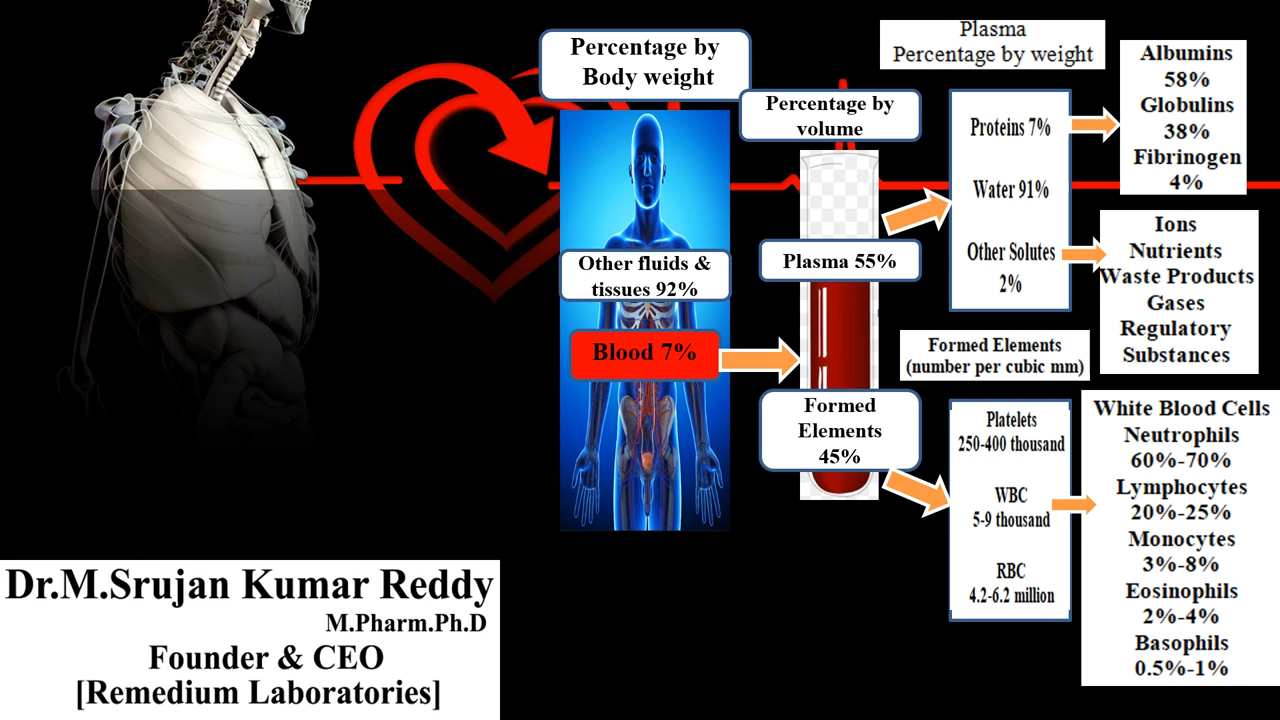 Percentage by
Body weight
Other fluids &
tissues 92%
Blood 7%
Percentage by
volume
Plasma 55%
Formed
Elements
45%
Plasma
Percentage by weight
Proteins 7%
Water 91%
Other Solutes
2%
Albumins
58%
Globulins
38%
Fibrinogen
4%
Ions
Nutrients
Waste Products
Gases
Regulatory
Substances
Formed Elements
(number per cubic mm)
Platelets
250-400 thousand
WBC
5-9 thousand
RBC
4.2-6.2 million
White Blood Cells
Neutrophils
60%-70%
Lymphocytes
20%-25%
Monocytes
3%-8%
Eosinophils
2%-4%
Basophils
0.5%-1%
Dr.M.Srujan Kumar Reddy
M.Pharm.Ph.D
Founder & CEO
[Remedium Laboratories]